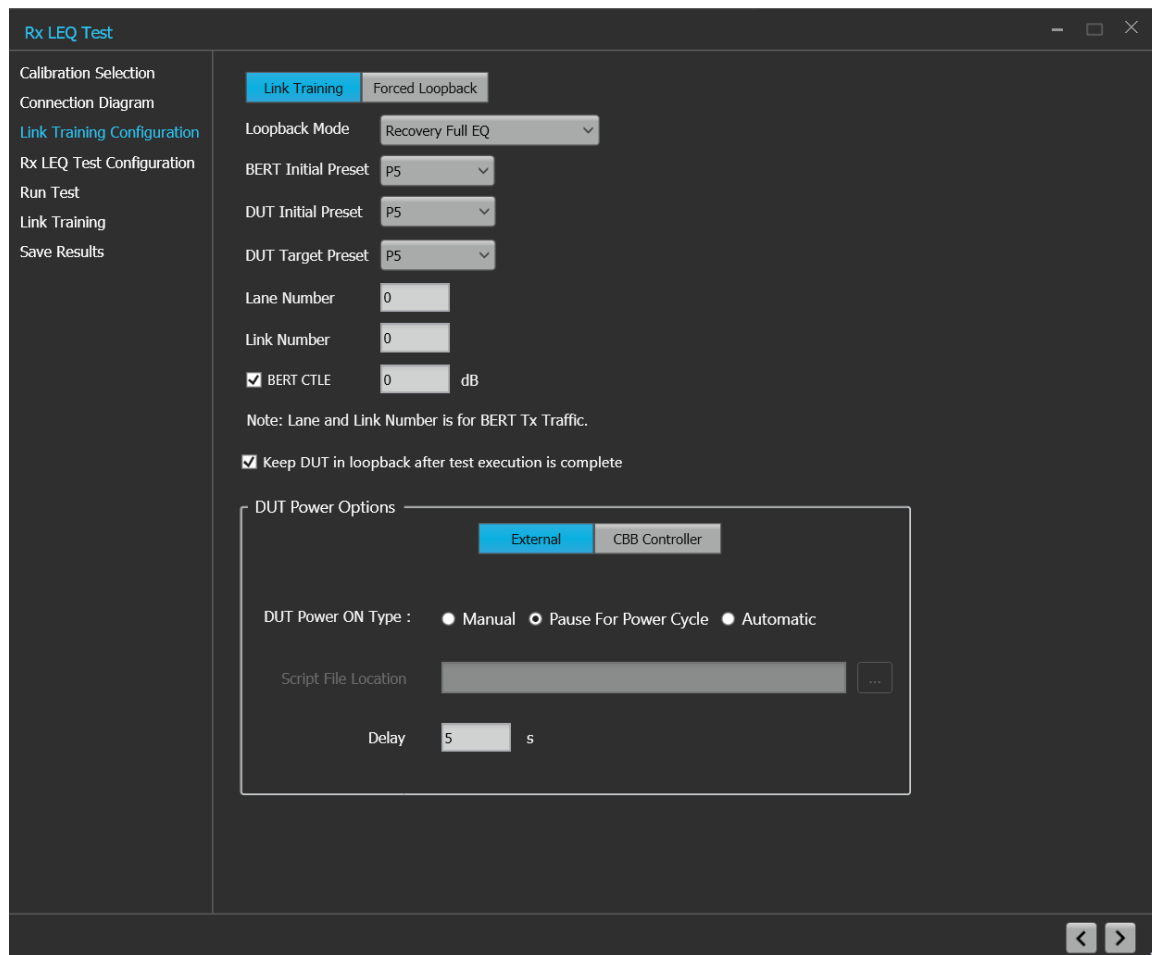 Rx LEQ Test
Calibration Selection
Connection Diagram
Link Training Configuration
Rx LEQ Test Configuration
Run Test
Link Training
Save Results
Link Training Forced Loopback
Loopback Mode Recovery Full EQ
BERT Initial Preset P5
DUT Initial Preset P5
DUT Target Preset P5
Lane Number 0
Link Number 0
BERT CTLE 0 dB
Note: Lane and Link Number is for BERT Tx Traffic.
Keep DUT in loopback after test execution is complete
DUT Power Options
External CBB Controller
DUT Power ON Type : Manual Pause For Power Cycle Automatic
Script File Location ...
Delay 5 s